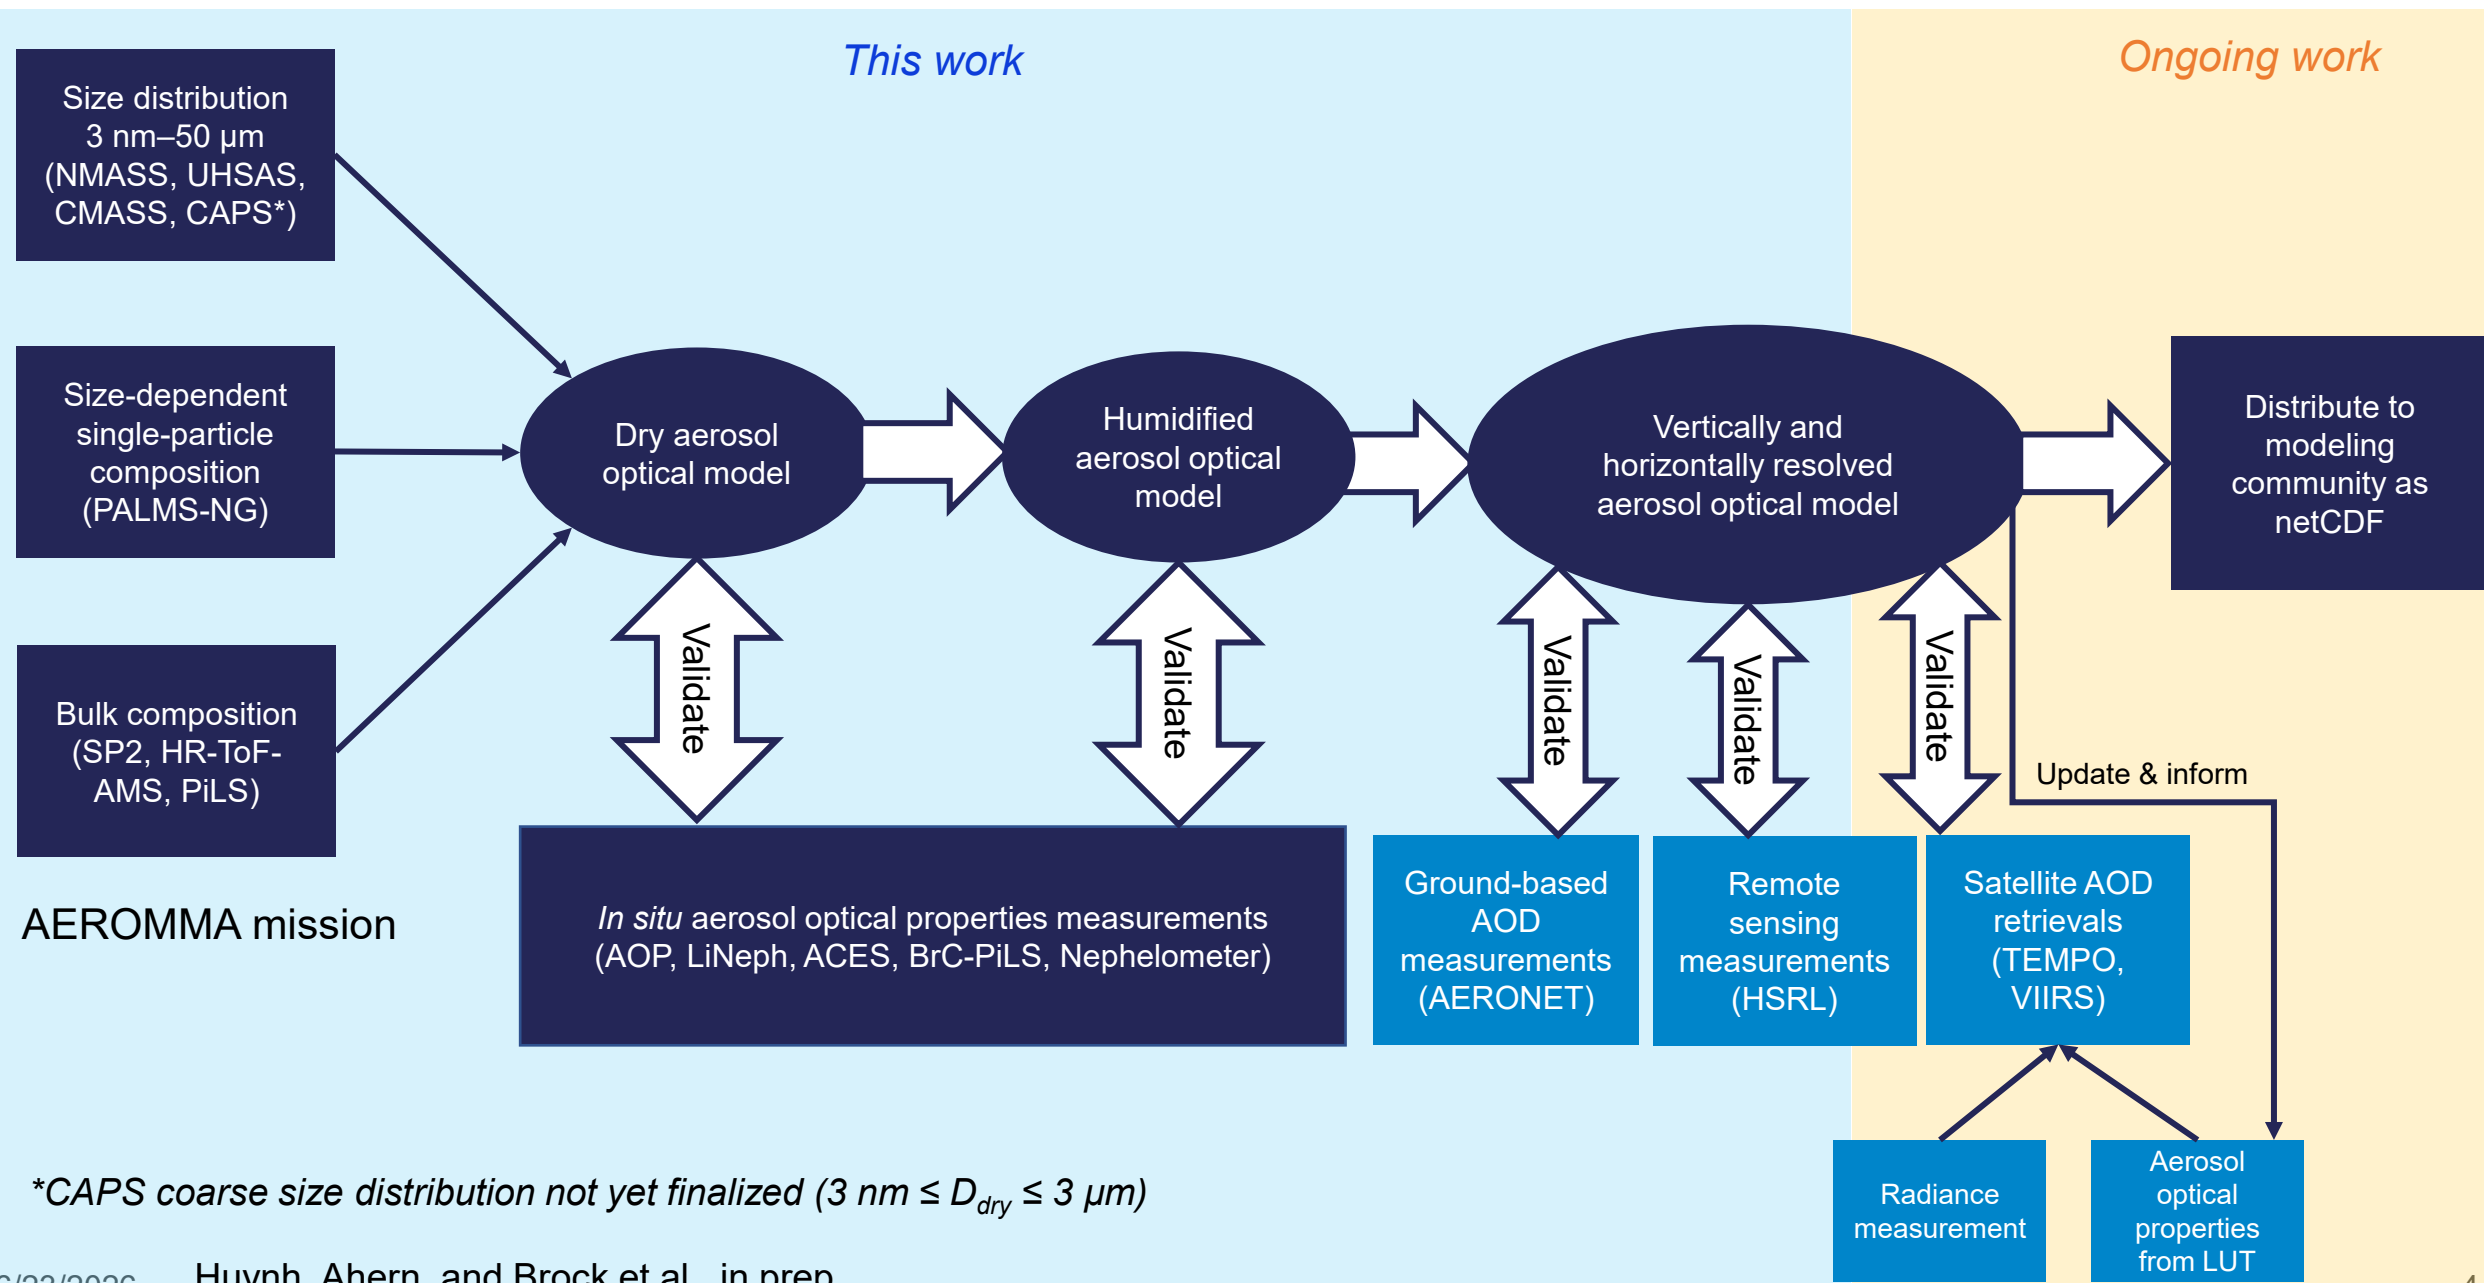 This work
Ongoing work
Size distribution
3 nm–50 µm
(NMASS, UHSAS,
CMASS, CAPS*)
Size-dependent
single-particle
composition
(PALMS-NG)
Bulk composition
(SP2, HR-ToF-
AMS, PiLS)
AEROMMA mission
Dry aerosol
optical model
Humidified
aerosol optical
model
Vertically and
horizontally resolved
aerosol optical model
Distribute to
modeling
community as
netCDF
Validate
Validate
Validate
Validate
Validate
Update & inform
In situ aerosol optical properties measurements
(AOP, LiNeph, ACES, BrC-PiLS, Nephelometer)
Ground-based
AOD
measurements
(AERONET)
Remote
sensing
measurements
(HSRL)
Satellite AOD
retrievals
(TEMPO,
VIIRS)
Radiance
measurement
Aerosol
optical
properties
from LUT
*CAPS coarse size distribution not yet finalized (3 nm ≤ Ddry ≤ 3 µm)
Huynh, Ahern, and Brock et al., in prep